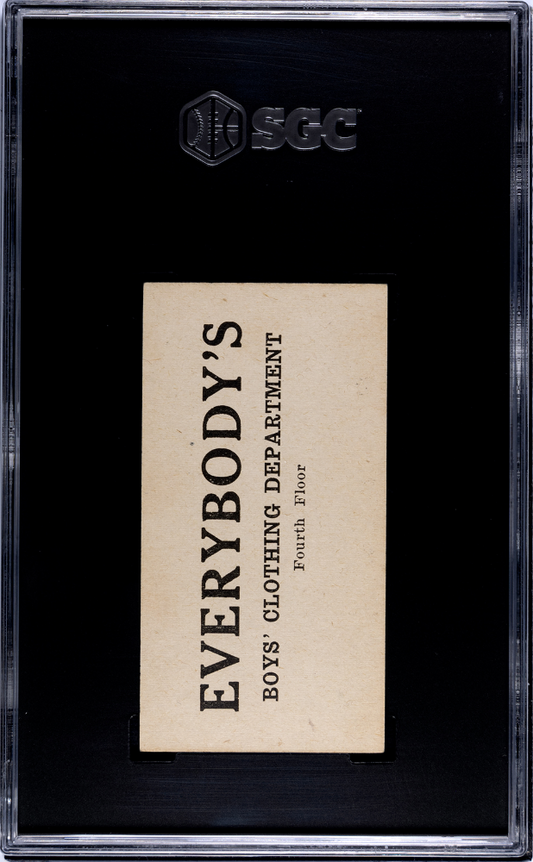 SGC
EVERYBODY'S
BOYS' CLOTHING DEPARTMENT
Fourth Floor